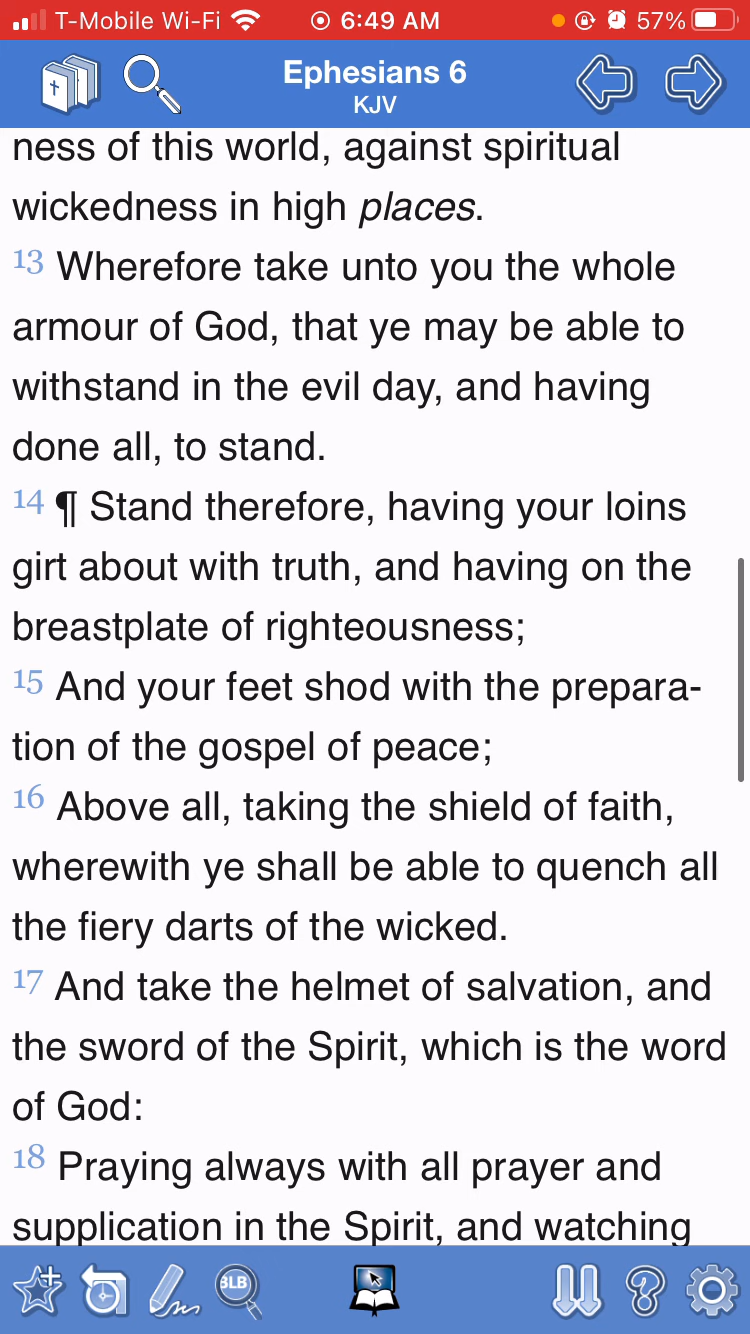 T-Mobile Wi-Fi 6:49 AM 57%
Ephesians 6
KJV
ness of this world, against spiritual
wickedness in high places.
13 Wherefore take unto you the whole
armour of God, that ye may be able to
withstand in the evil day, and having
done all, to stand.
14 ¶ Stand therefore, having your loins
girt about with truth, and having on the
breastplate of righteousness;
15 And your feet shod with the prepara-
tion of the gospel of peace;
16 Above all, taking the shield of faith,
wherewith ye shall be able to quench all
the fiery darts of the wicked.
17 And take the helmet of salvation, and
the sword of the Spirit, which is the word
of God:
18 Praying always with all prayer and
supplication in the Spirit, and watching
BLB